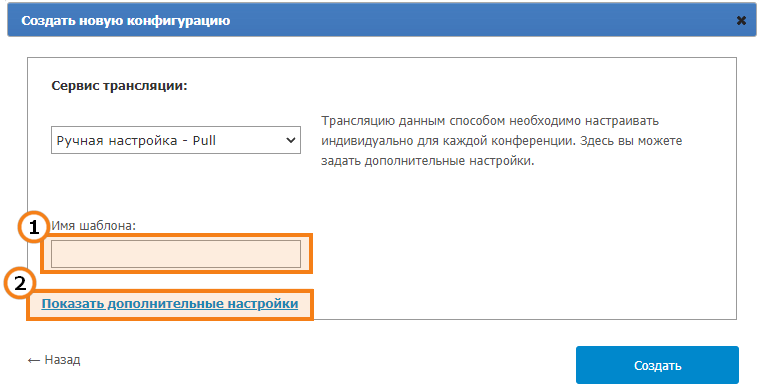 Создать новую конфигурацию
Сервис трансляции:
Ручная настройка - Pull
Трансляцию данным способом необходимо настраивать
индивидуально для каждой конференции. Здесь вы можете
задать дополнительные настройки.
1
Имя шаблона:
2
Показать дополнительные настройки
← Назад
Создать